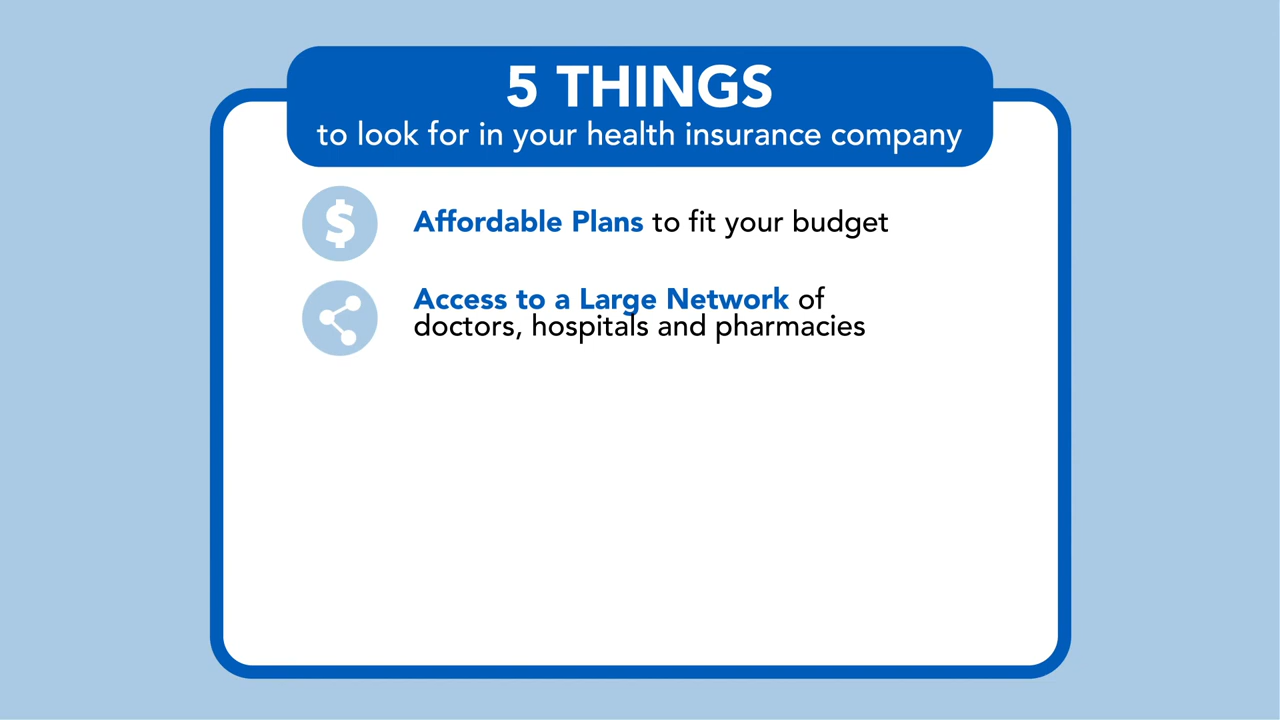 5 THINGS
to look for in your health insurance company
$
Affordable Plans to fit your budget
Access to a Large Network of
doctors, hospitals and pharmacies